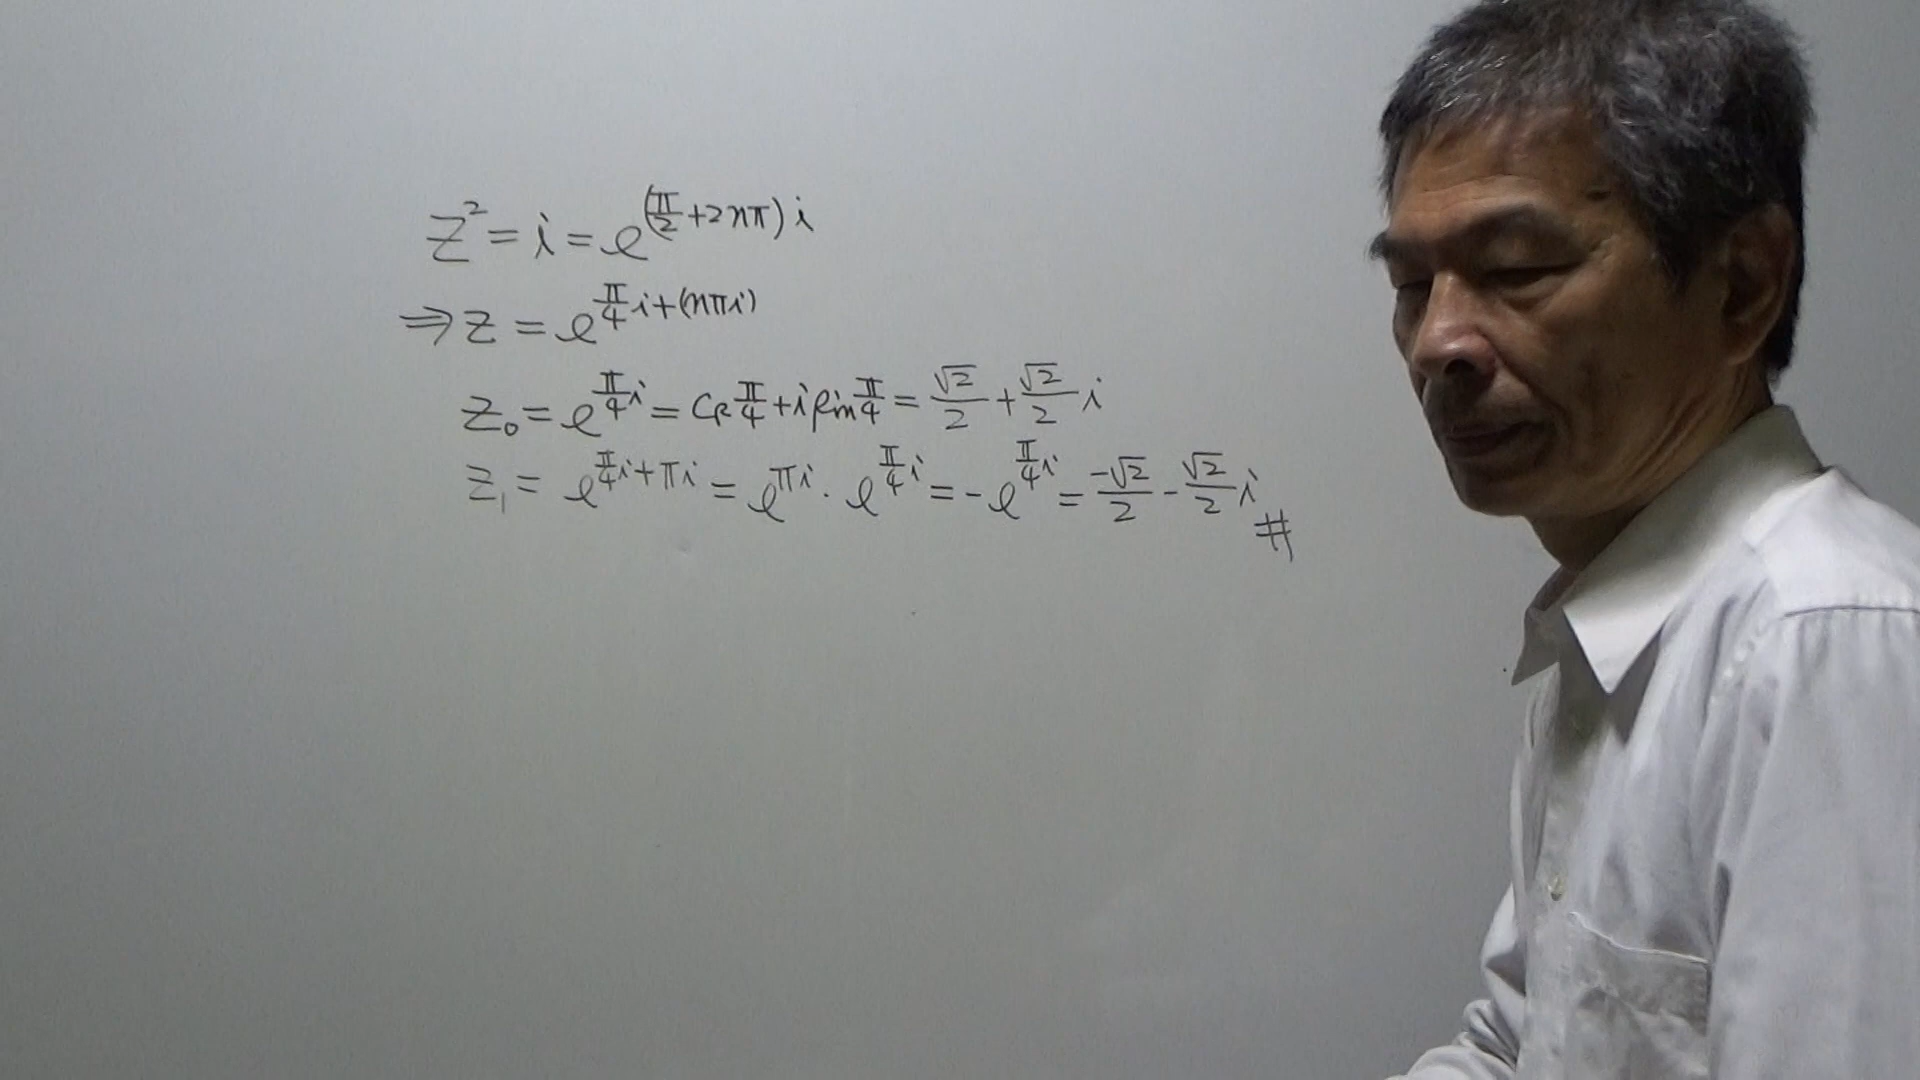 z² = i = e^((π/2 + 2nπ) i)
⇒ z = e^(π/4 i + (nπi))
z₀ = e^(π/4 i) = cos π/4 + i sin π/4 = √2/2 + √2/2 i
z₁ = e^(π/4 i + πi) = e^(πi) · e^(π/4 i) = -e^(π/4 i) = -√2/2 - √2/2 i #